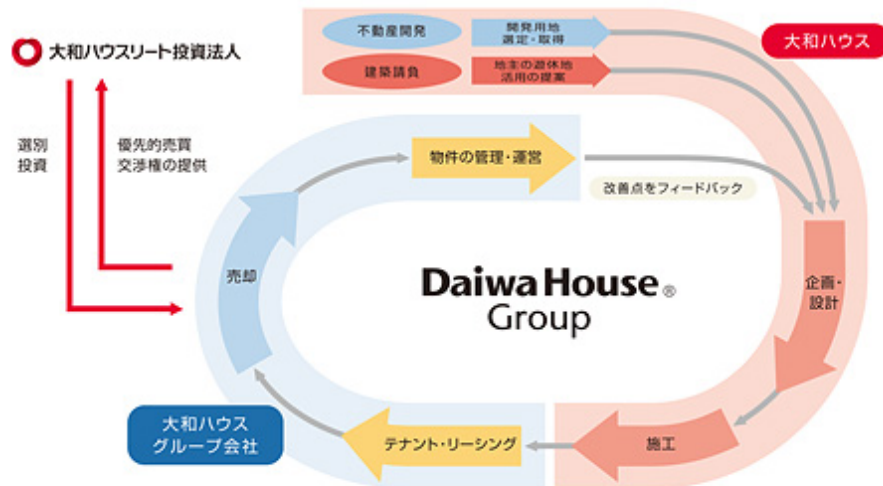 大和ハウスリート投資法人
不動産開発
開発用地
選定・取得
大和ハウス
建築請負
地主の遊休地
活用の提案
選別
投資
優先的売買
交渉権の提供
物件の管理・運営
改善点をフィードバック
売却
Daiwa House®
Group
企画・
設計
大和ハウス
グループ会社
テナント・リーシング
施工